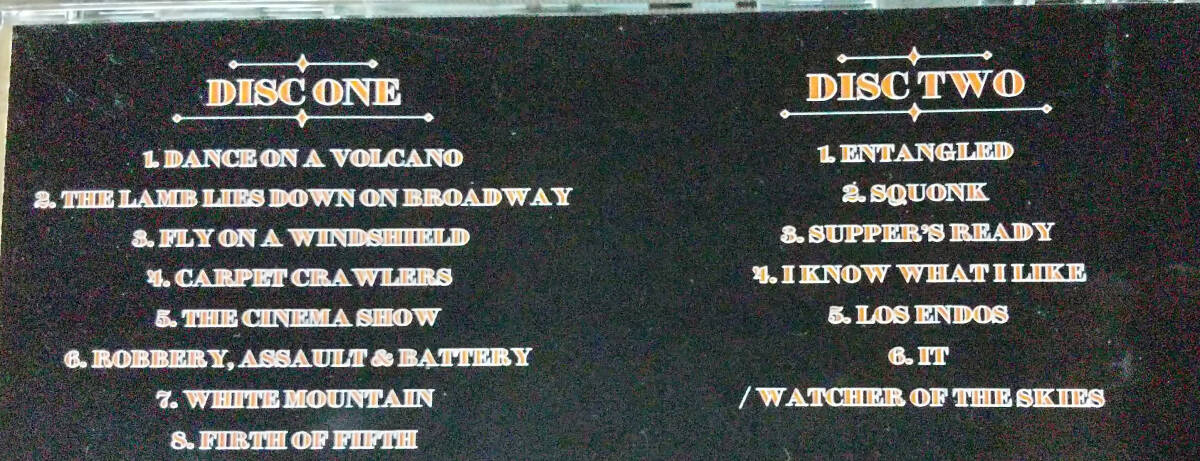 DISC ONE
1. DANCE ON A VOLCANO
2. THE LAMB LIES DOWN ON BROADWAY
3. FLY ON A WINDSHIELD
4. CARPET CRAWLERS
5. THE CINEMA SHOW
6. ROBBERY, ASSAULT & BATTERY
7. WHITE MOUNTAIN
8. FIRTH OF FIFTH
DISC TWO
1. ENTANGLED
2. SQUONK
3. SUPPER'S READY
4. I KNOW WHAT I LIKE
5. LOS ENDOS
6. IT
/ WATCHER OF THE SKIES